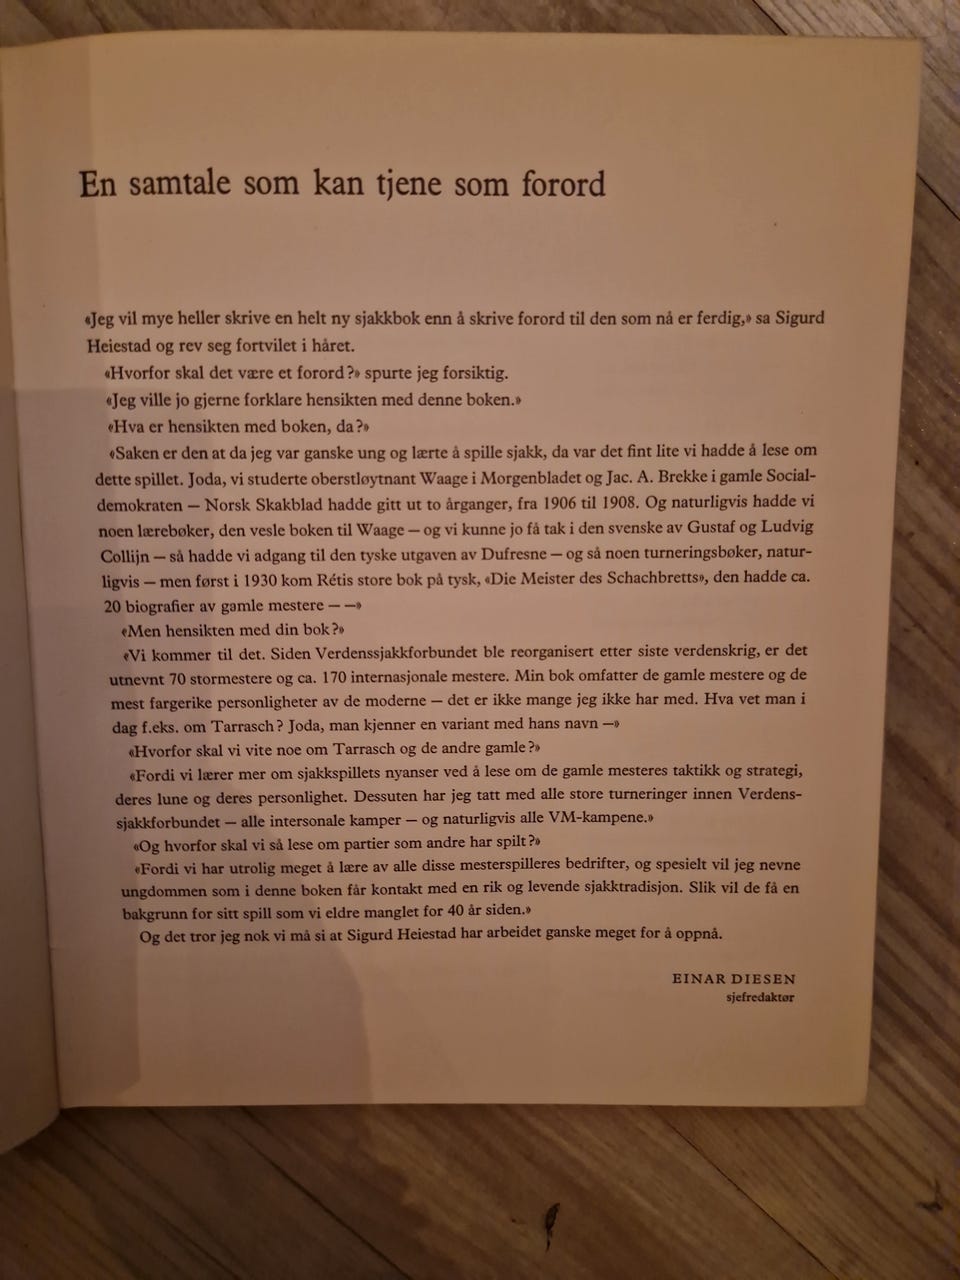 En samtale som kan tjene som forord
«Jeg vil mye heller skrive en helt ny sjakkbok enn å skrive forord til den som nå er ferdig,» sa Sigurd
Heiestad og rev seg fortvilet i håret.
«Hvorfor skal det være et forord?» spurte jeg forsiktig.
«Jeg ville jo gjerne forklare hensikten med denne boken.»
«Hva er hensikten med boken, da?»
«Saken er den at da jeg var ganske ung og lærte å spille sjakk, da var det fint lite vi hadde å lese om
dette spillet. Joda, vi studerte oberstløytnant Waage i Morgenbladet og Jac. A. Brekke i gamle Social-
demokraten — Norsk Skakblad hadde gitt ut to årganger, fra 1906 til 1908. Og naturligvis hadde vi
noen lærebøker, den vesle boken til Waage — og vi kunne jo få tak i den svenske av Gustaf og Ludvig
Collijn — så hadde vi adgang til den tyske utgaven av Dufresne — og så noen turneringsbøker, natur-
ligvis — men først i 1930 kom Rétis store bok på tysk, «Die Meister des Schachbretts», den hadde ca.
20 biografier av gamle mestere — —»
«Men hensikten med din bok?»
«Vi kommer til det. Siden Verdenssjakkforbundet ble reorganisert etter siste verdenskrig, er det
utnevnt 70 stormestere og ca. 170 internasjonale mestere. Min bok omfatter de gamle mestere og de
mest fargerike personligheter av de moderne — det er ikke mange jeg ikke har med. Hva vet man i
dag f.eks. om Tarrasch? Joda, man kjenner en variant med hans navn —»
«Hvorfor skal vi vite noe om Tarrasch og de andre gamle?»
«Fordi vi lærer mer om sjakkspillets nyanser ved å lese om de gamle mesteres taktikk og strategi,
deres lune og deres personlighet. Dessuten har jeg tatt med alle store turneringer innen Verdens-
sjakkforbundet — alle intersonale kamper — og naturligvis alle VM-kampene.»
«Og hvorfor skal vi så lese om partier som andre har spilt?»
«Fordi vi har utrolig meget å lære av alle disse mesterspilleres bedrifter, og spesielt vil jeg nevne
ungdommen som i denne boken får kontakt med en rik og levende sjakktradisjon. Slik vil de få en
bakgrunn for sitt spill som vi eldre manglet for 40 år siden.»
Og det tror jeg nok vi må si at Sigurd Heiestad har arbeidet ganske meget for å oppnå.
EINAR DIESEN
sjefredaktør